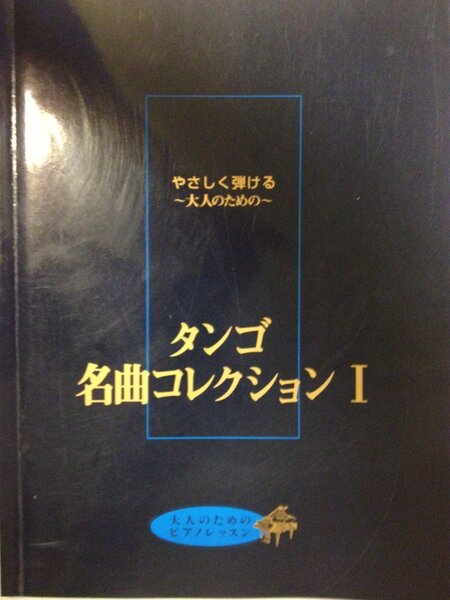 やさしく弾ける
～大人のための～
タンゴ
名曲コレクション Ⅰ
大人のための
ピアノレッスン